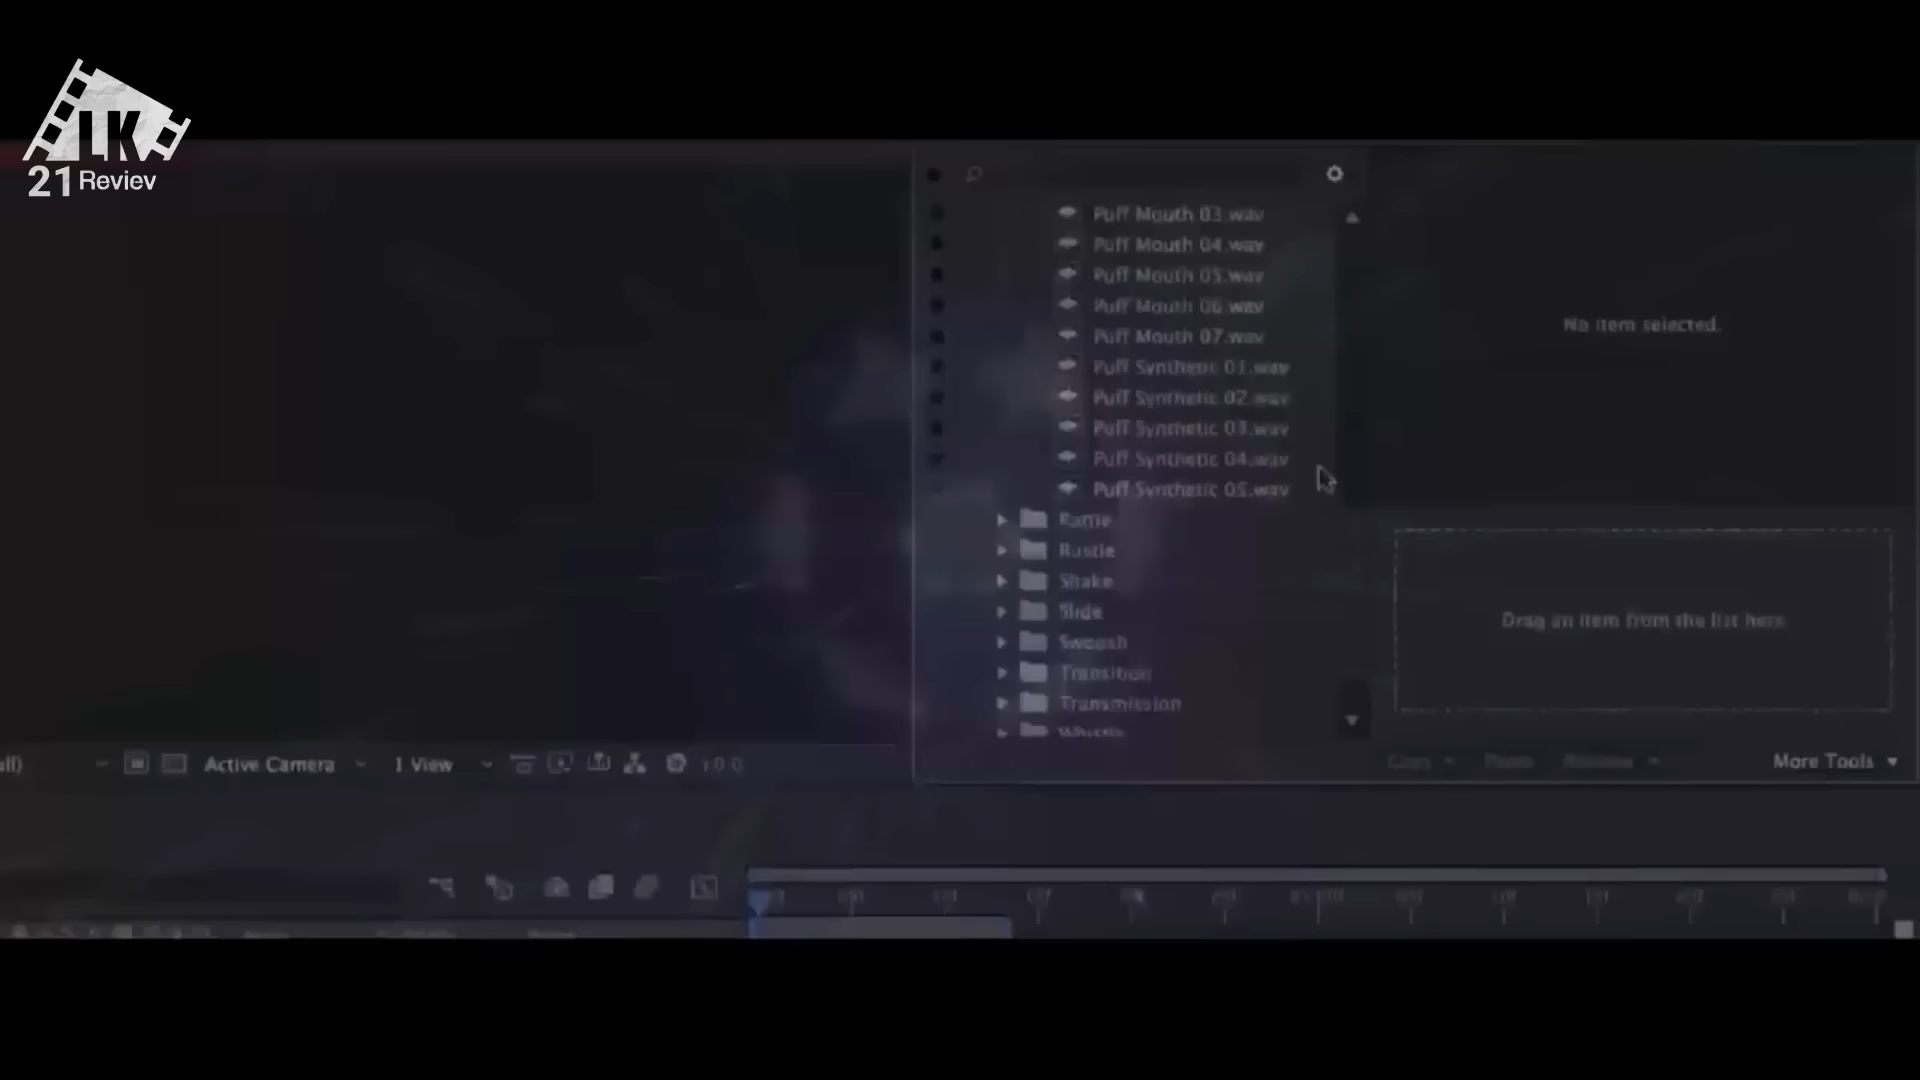 LK
21 Reviev
Puff Mouth 03.wav
Puff Mouth 04.wav
Puff Mouth 05.wav
Puff Mouth 06.wav
Puff Mouth 07.wav
Puff Synthetic 01.wav
Puff Synthetic 02.wav
Puff Synthetic 03.wav
Puff Synthetic 04.wav
Puff Synthetic 05.wav
Rattle
Rustle
Shake
Slide
Swoosh
Transition
Transmission
Whistle
No item selected.
Drag an item from the list here
More Tools
Active Camera
1 View